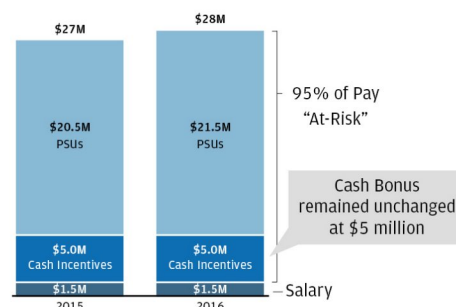 $27M
$28M
$20.5M
PSUs
$21.5M
PSUs
95% of Pay
“At-Risk”
Cash Bonus
remained unchanged
at $5 million
$5.0M
Cash Incentives
$5.0M
Cash Incentives
$1.5M
$1.5M
Salary
2015
2016